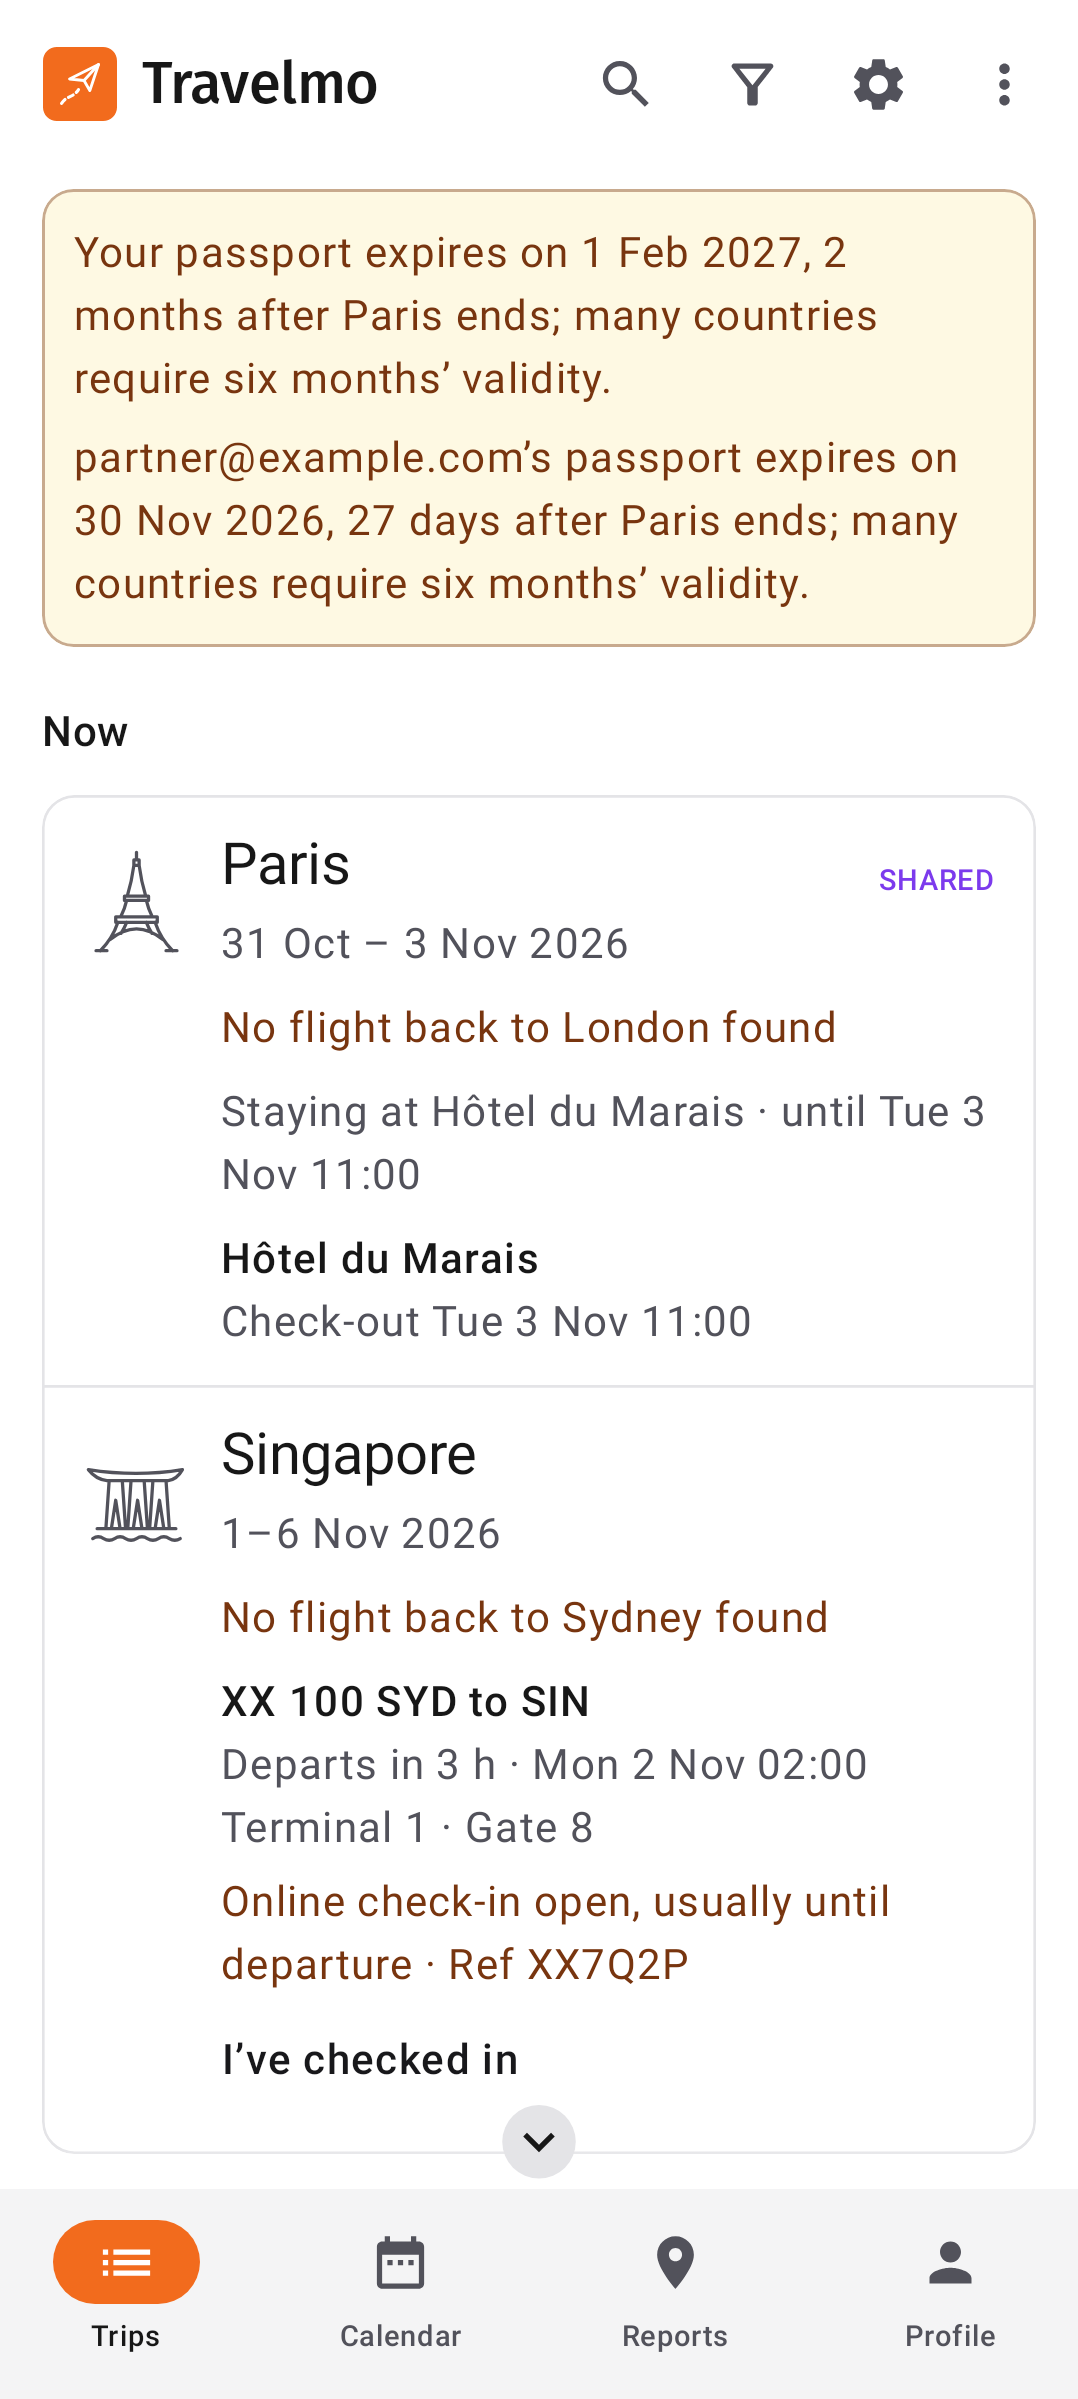 Travelmo
Your passport expires on 1 Feb 2027, 2
months after Paris ends; many countries
require six months’ validity.
partner@example.com’s passport expires on
30 Nov 2026, 27 days after Paris ends; many
countries require six months’ validity.
Now
Paris
SHARED
31 Oct – 3 Nov 2026
No flight back to London found
Staying at Hôtel du Marais · until Tue 3
Nov 11:00
Hôtel du Marais
Check-out Tue 3 Nov 11:00
Singapore
1–6 Nov 2026
No flight back to Sydney found
XX 100 SYD to SIN
Departs in 3 h · Mon 2 Nov 02:00
Terminal 1 · Gate 8
Online check-in open, usually until
departure · Ref XX7Q2P
I’ve checked in
Trips
Calendar
Reports
Profile